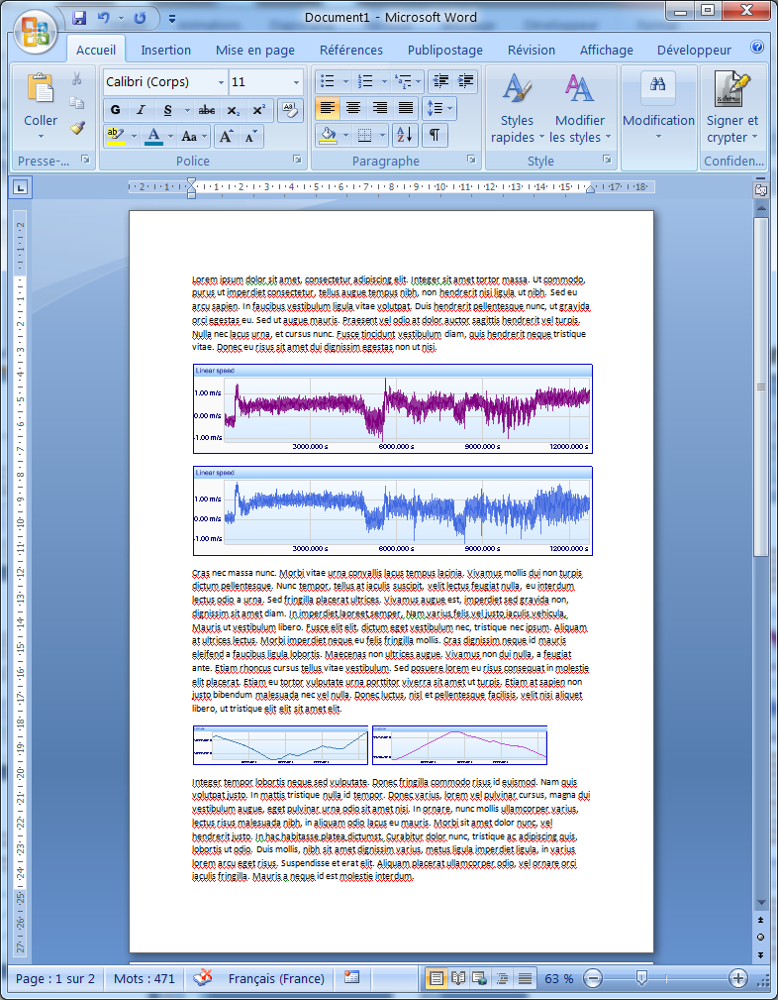 Document1 - Microsoft Word
Accueil Insertion Mise en page Références Publipostage Révision Affichage Développeur
Calibri (Corps) 11
Coller
G I S abc x₂ x² Aa
ab A Aa A A
A Z ¶
Styles rapides
Modifier les styles
Modification
Signer et crypter
Presse-... Police Paragraphe Style Confiden...
L
2 1 1 2 3 4 5 6 7 8 9 10 11 12 13 14 15 17 18
Lorem ipsum dolor sit amet, consectetur adipiscing elit. Integer sit amet tortor massa. Ut commodo,
purus ut imperdiet consectetur, tellus augue tempus nibh, non hendrerit nisi ligula ut nibh. Sed eu
arcu sapien. In faucibus vestibulum ligula vitae volutpat. Duis hendrerit pellentesque nunc, ut gravida
orci egestas eu. Sed ut augue mauris. Praesent vel odio at dolor auctor sagittis hendrerit vel turpis.
Nulla nec lacus urna, et cursus nunc. Fusce tincidunt vestibulum diam, quis hendrerit neque tristique
vitae. Donec eu risus sit amet dui dignissim egestas non ut nisi.
Linear speed
1.00 m/s
0.00 m/s
-1.00 m/s
3000.000 s 6000.000 s 9000.000 s 12000.000 s
Linear speed
1.00 m/s
0.00 m/s
-1.00 m/s
3000.000 s 6000.000 s 9000.000 s 12000.000 s
Cras nec massa nunc. Morbi vitae urna convallis lacus tempus lacinia. Vivamus mollis dui non turpis
dictum pellentesque. Nunc tempor, tellus at iaculis suscipit, velit lectus feugiat nulla, eu interdum
lectus odio a urna. Sed fringilla placerat ultrices. Vivamus augue est, imperdiet sed gravida non,
dignissim sit amet diam. In imperdiet laoreet semper. Nam varius felis vel justo iaculis vehicula.
Mauris ut vestibulum libero. Fusce elit elit, dictum eget vestibulum nec, tristique nec ipsum. Aliquam
at ultrices lectus. Morbi imperdiet neque eu felis fringilla mollis. Cras dignissim neque id mauris
eleifend a faucibus ligula lobortis. Maecenas non ultrices augue. Vivamus non dui nulla, a feugiat
ante. Etiam rhoncus cursus tellus vitae vestibulum. Sed posuere lorem eu risus consequat in molestie
elit placerat. Etiam eu tortor vulputate urna porttitor viverra sit amet ut turpis. Etiam at sapien non
justo bibendum malesuada nec vel nulla. Donec luctus, nisl et pellentesque facilisis, velit nisi aliquet
libero, ut tristique elit elit sit amet elit.
Integer tempor lobortis neque sed vulputate. Donec fringilla commodo risus id euismod. Nam quis
volutpat justo. In mattis tristique nulla id tempor. Donec varius, lorem vel pulvinar cursus, magna dui
vestibulum augue, eget pulvinar urna odio sit amet nisi. In ornare, nunc mollis ullamcorper varius,
lectus risus malesuada nibh, in aliquam odio lacus eu mauris. Morbi sit amet dolor nunc, vel
hendrerit justo. In hac habitasse platea dictumst. Curabitur dolor nunc, tristique ac adipiscing quis,
lobortis ut odio. Duis mollis, nibh sit amet dignissim varius, metus ligula imperdiet ligula, in varius
lorem arcu eget risus. Suspendisse et erat elit. Aliquam placerat ullamcorper odio, vel ornare orci
iaculis fringilla. Mauris a neque id est molestie interdum.
Page : 1 sur 2 Mots : 471 Français (France) 63 %